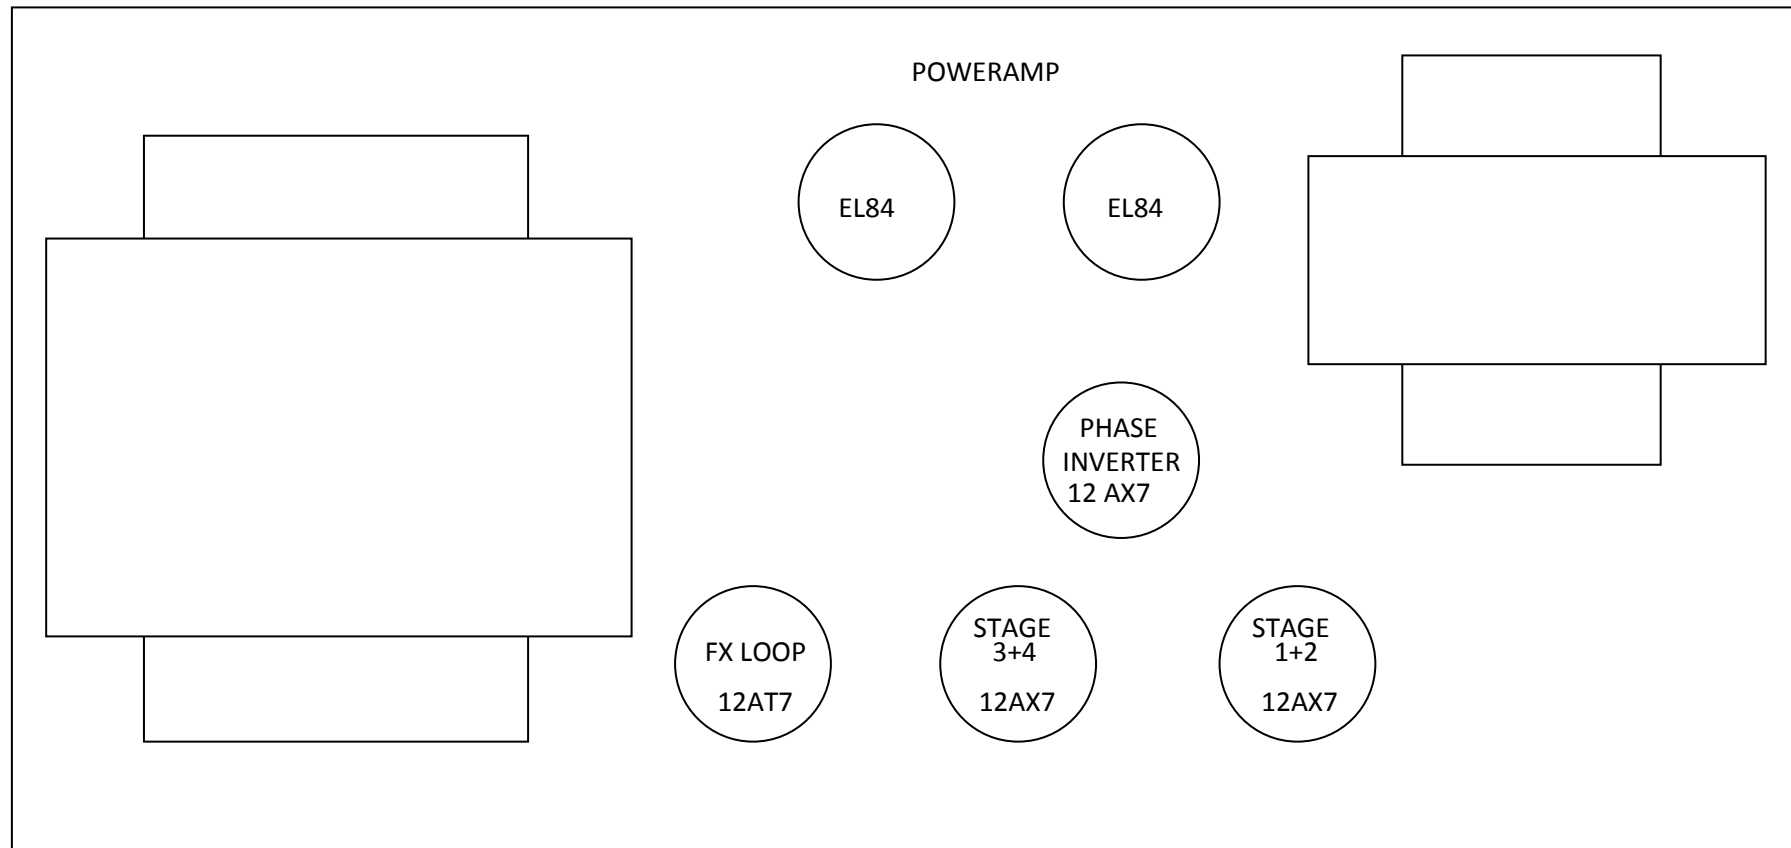 POWERAMP
EL84
EL84
PHASE
INVERTER
12 AX7
FX LOOP
12AT7
STAGE
3+4
12AX7
STAGE
1+2
12AX7